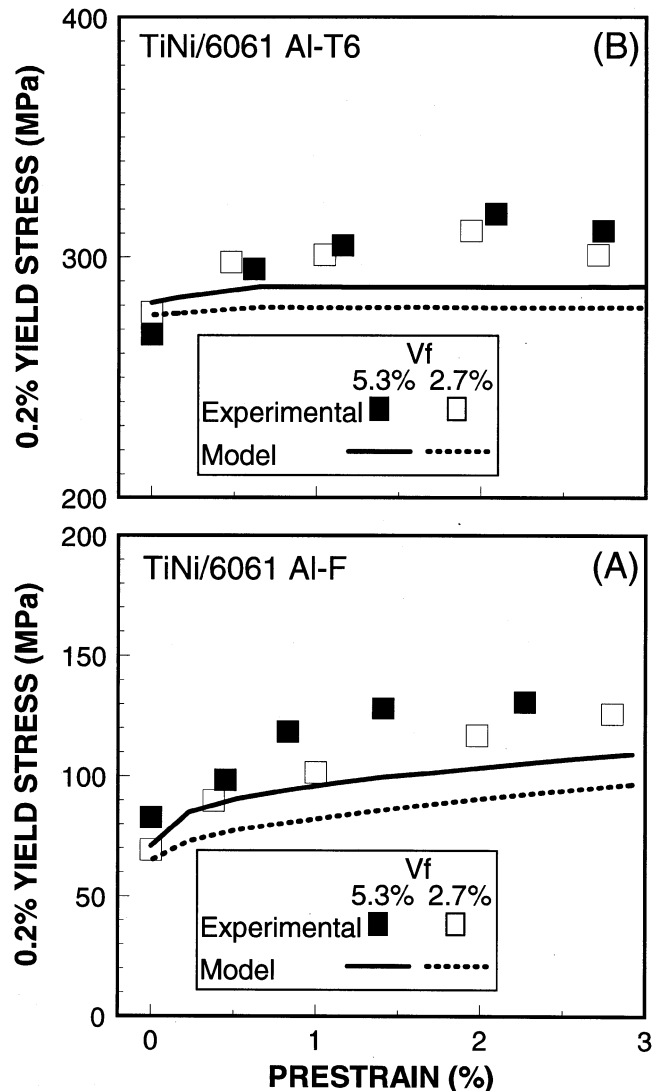 400
TiNi/6061 Al-T6 (B)
0.2% YIELD STRESS (MPa)
300
Vf
5.3% 2.7%
Experimental
Model
200
200
TiNi/6061 Al-F (A)
0.2% YIELD STRESS (MPa)
150
100
Vf
5.3% 2.7%
50
Experimental
Model
0
0 1 2 3
PRESTRAIN (%)